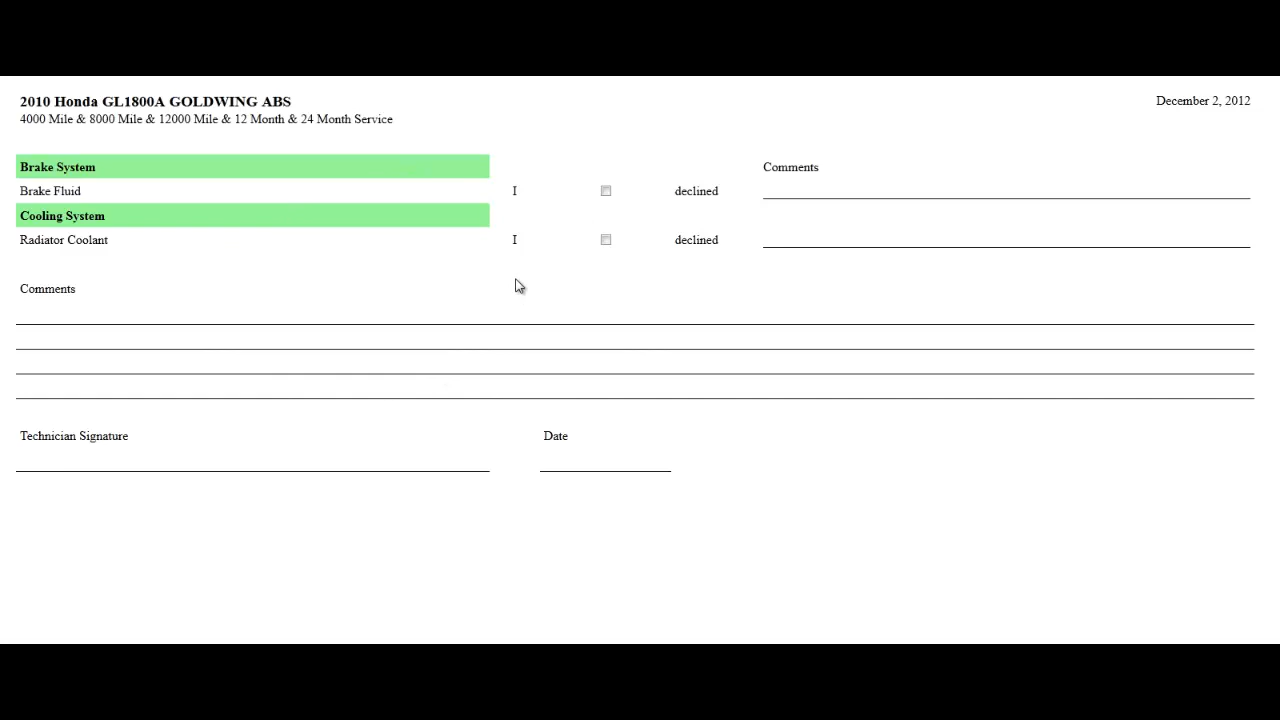 2010 Honda GL1800A GOLDWING ABS
December 2, 2012
4000 Mile & 8000 Mile & 12000 Mile & 12 Month & 24 Month Service
Brake System
Comments
Brake Fluid I declined
Cooling System
Radiator Coolant I declined
Comments
Technician Signature
Date